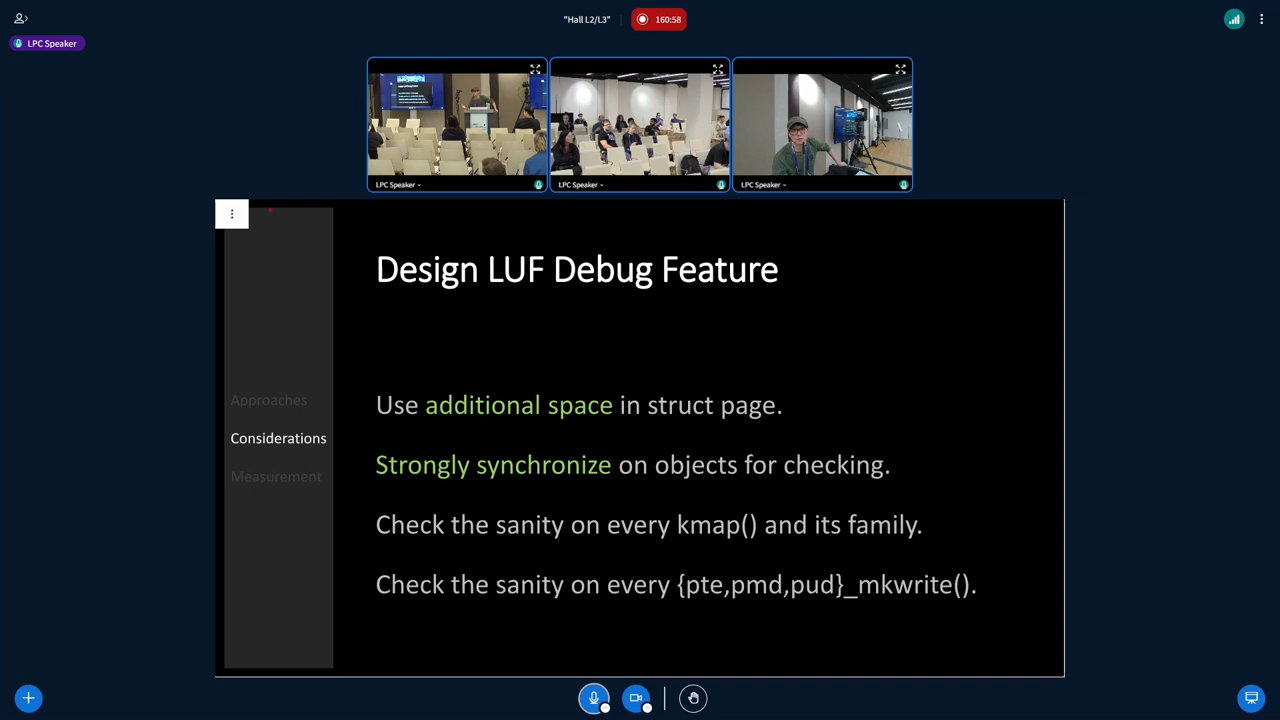 "Hall L2/L3"
160:58
LPC Speaker
LPC Speaker
LPC Speaker
LPC Speaker
Design LUF Debug Feature
Approaches
Considerations
Measurement
Use additional space in struct page.
Strongly synchronize on objects for checking.
Check the sanity on every kmap() and its family.
Check the sanity on every {pte,pmd,pud}_mkwrite().